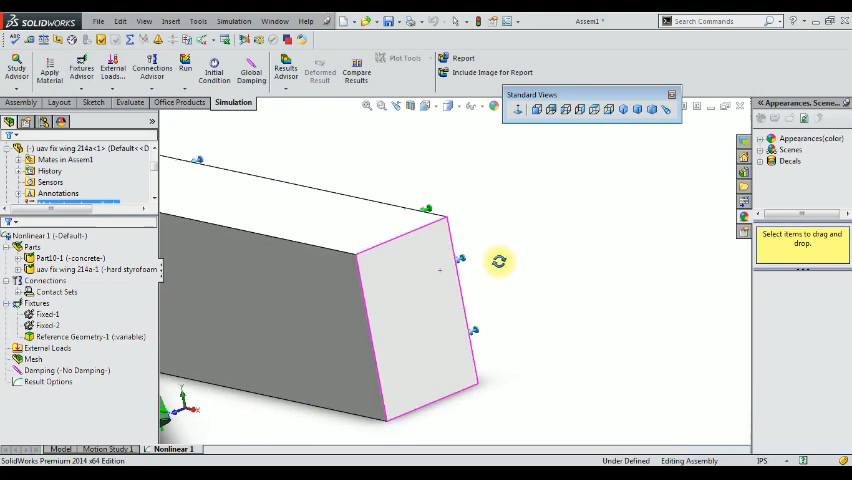 SOLIDWORKS
File Edit View Insert Tools Simulation Window Help
Assem1 *
Search Commands
Study Advisor
Apply Material
Fixtures Advisor
External Loads...
Connections Advisor
Run
Initial Condition
Global Damping
Results Advisor
Deformed Result
Compare Results
Plot Tools
Report
Include Image for Report
Assembly Layout Sketch Evaluate Office Products Simulation
Standard Views
Appearances, Scene...
(-) uav fix wing 214a<1> (Default<<D
Mates in Assem1
History
Sensors
Annotations
Nonlinear 1 (-Default-)
Parts
Part10-1 (-concrete-)
uav fix wing 214a-1 (-hard styrofoam
Connections
Contact Sets
Fixtures
Fixed-1
Fixed-2
Reference Geometry-1 (:variable:)
External Loads
Mesh
Damping (-No Damping-)
Result Options
Appearances(color)
Scenes
Decals
Select items to drag and
drop.
Y
X
Model Motion Study 1 Nonlinear 1
SolidWorks Premium 2014 x64 Edition
Under Defined Editing Assembly IPS